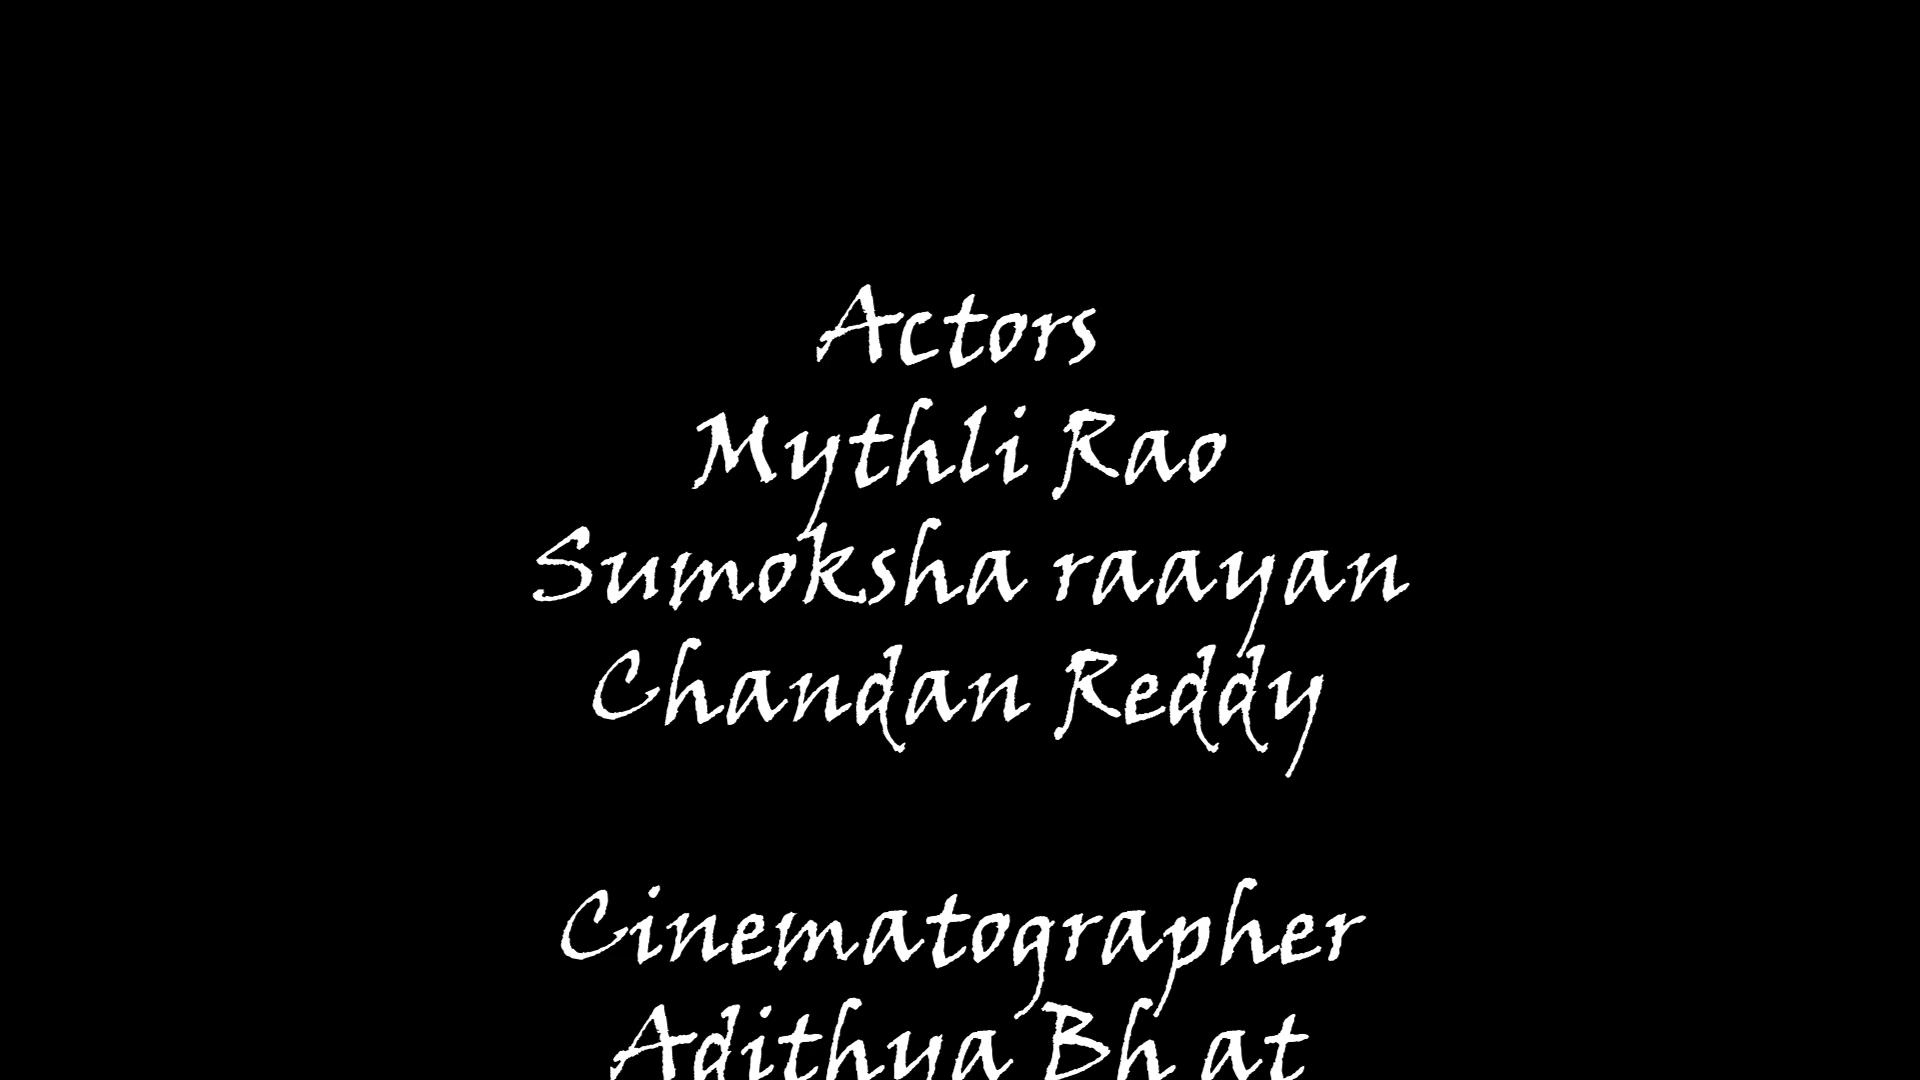 Actors
Mythli Rao
Sumoksha raayan
Chandan Reddy
Cinematographer
Adithya Bh at